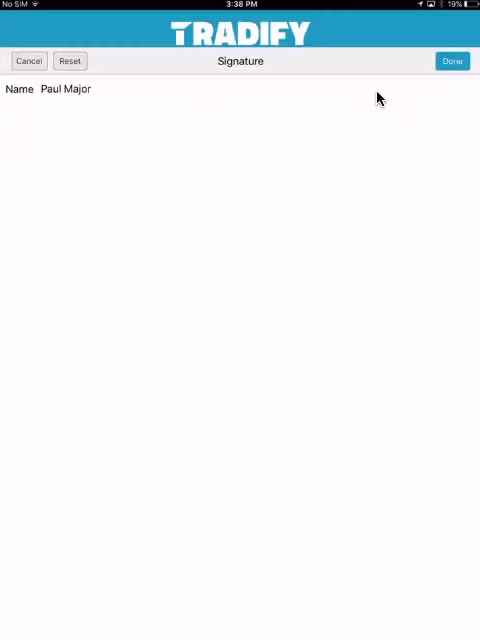 No SIM 3:38 PM 19%
TRADIFY
Cancel Reset Signature Done
Name Paul Major